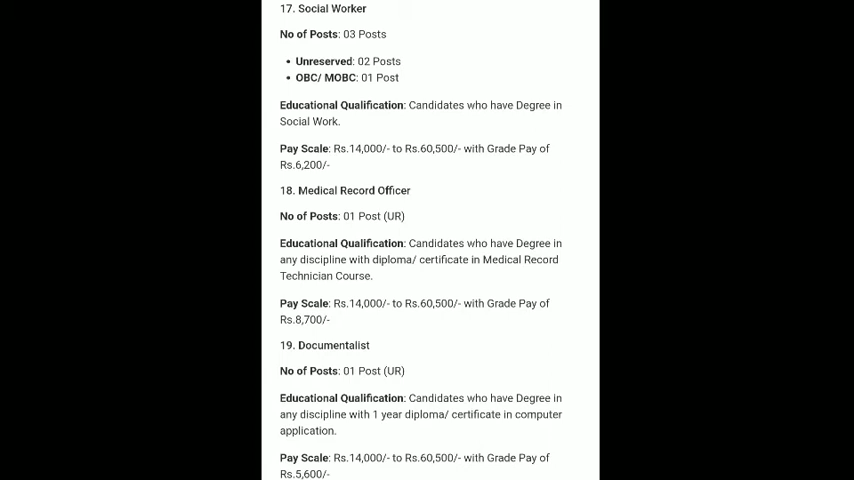 17. Social Worker
No of Posts: 03 Posts
• Unreserved: 02 Posts
• OBC/ MOBC: 01 Post
Educational Qualification: Candidates who have Degree in
Social Work.
Pay Scale: Rs.14,000/- to Rs.60,500/- with Grade Pay of
Rs.6,200/-
18. Medical Record Officer
No of Posts: 01 Post (UR)
Educational Qualification: Candidates who have Degree in
any discipline with diploma/ certificate in Medical Record
Technician Course.
Pay Scale: Rs.14,000/- to Rs.60,500/- with Grade Pay of
Rs.8,700/-
19. Documentalist
No of Posts: 01 Post (UR)
Educational Qualification: Candidates who have Degree in
any discipline with 1 year diploma/ certificate in computer
application.
Pay Scale: Rs.14,000/- to Rs.60,500/- with Grade Pay of
Rs.5,600/-